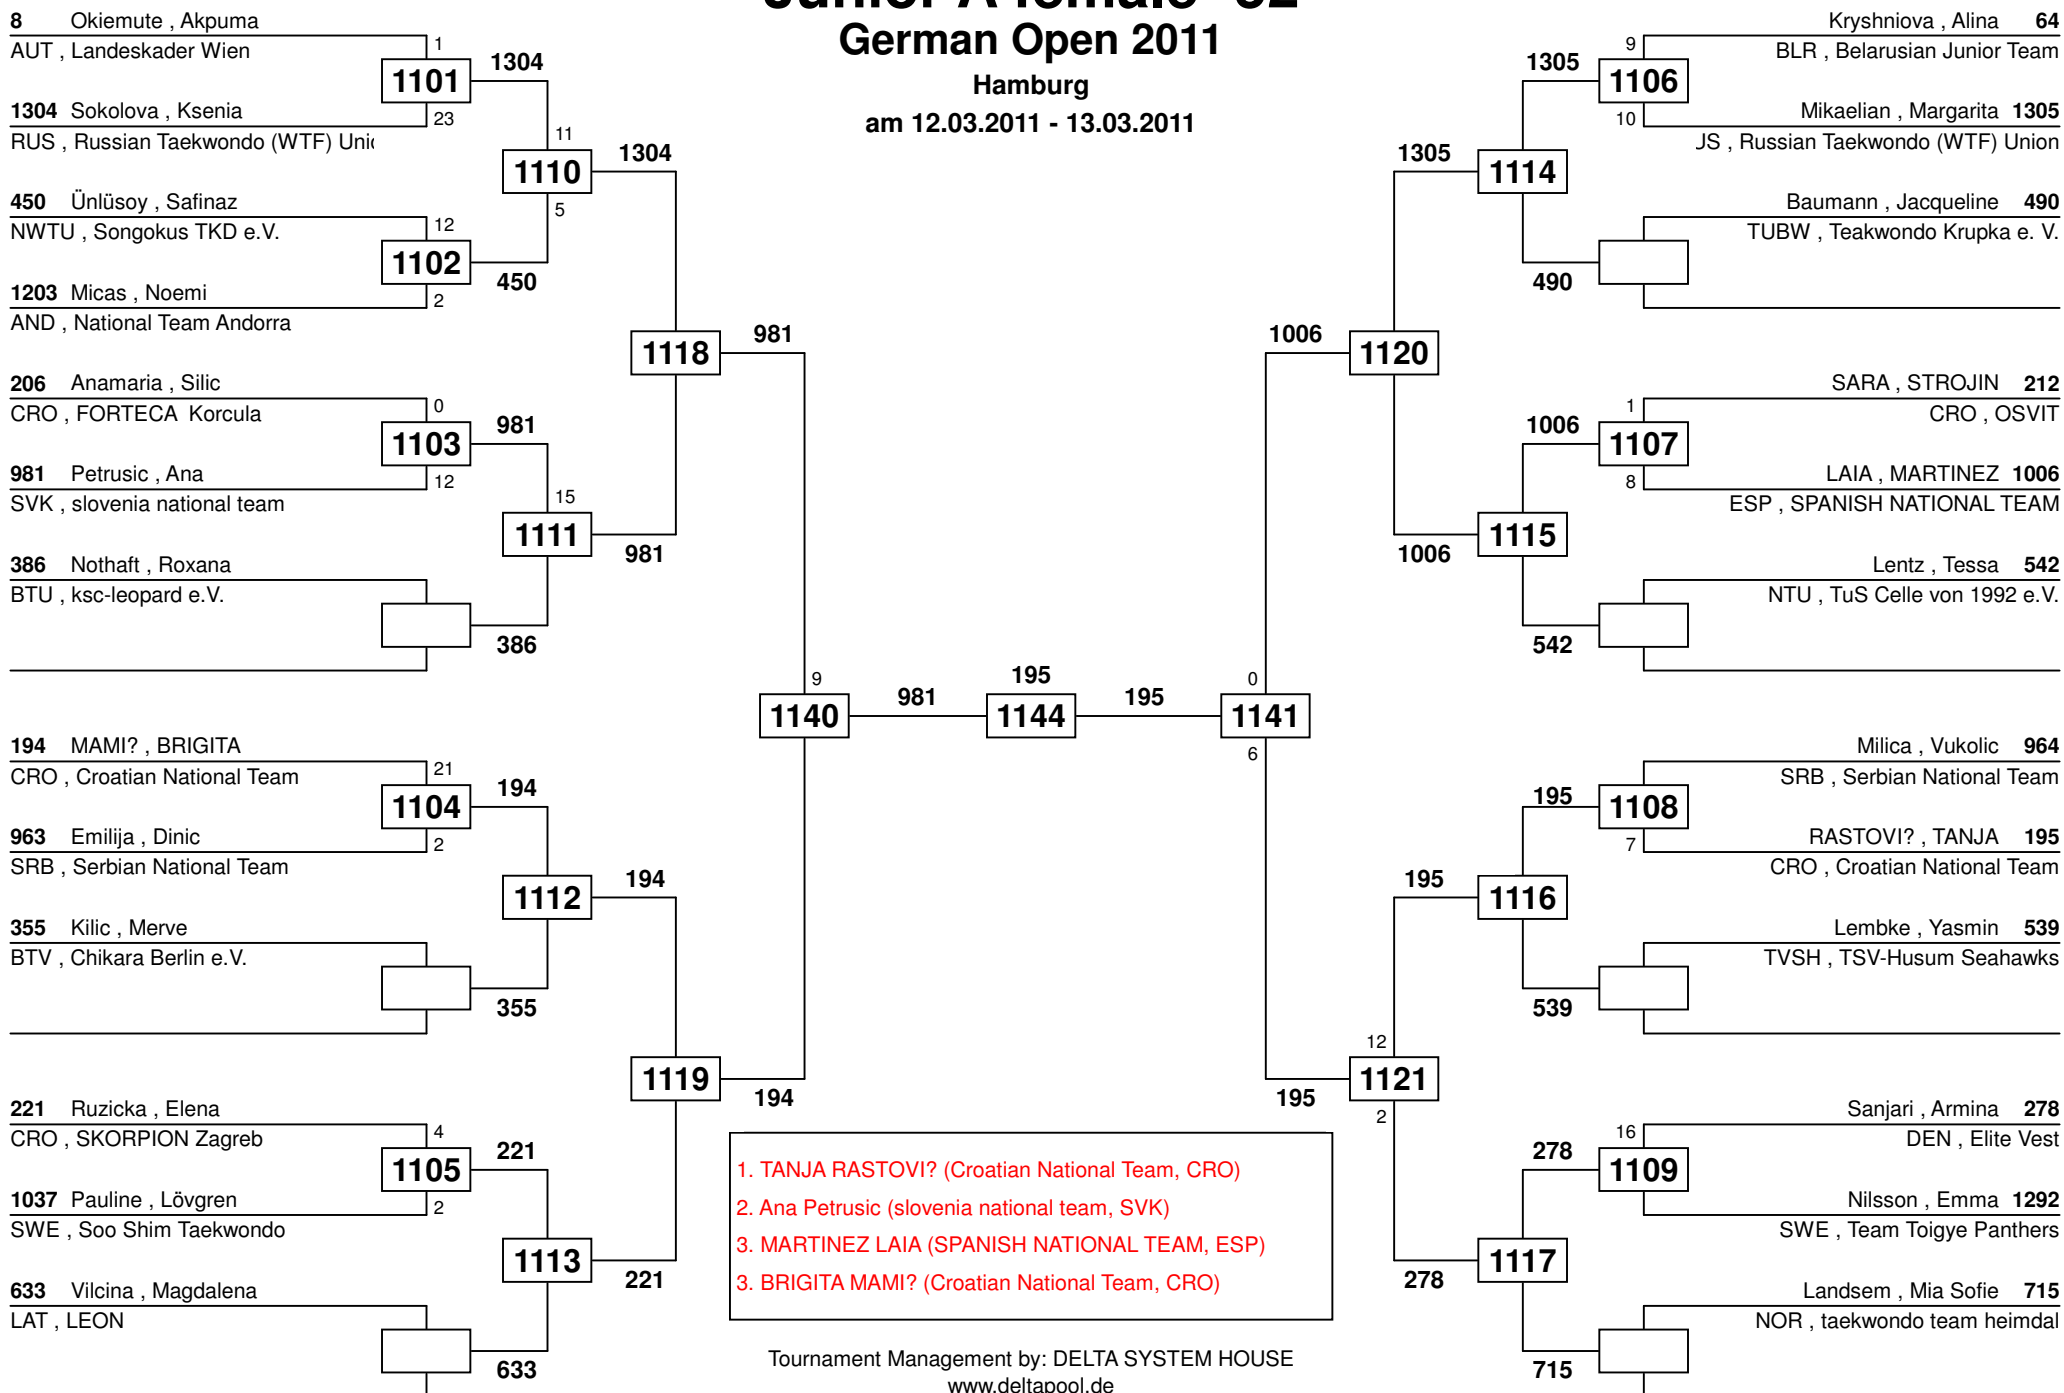 Junior A female -52
German Open 2011
Hamburg
am 12.03.2011 - 13.03.2011
8 Okiemute , Akpuma
AUT , Landeskader Wien
1
1101
1304
23
1304 Sokolova , Ksenia
RUS , Russian Taekwondo (WTF) Unio
11
1110
1304
5
450 Ünlüsoy , Safinaz
NWTU , Songokus TKD e.V.
12
1102
450
2
1203 Micas , Noemi
AND , National Team Andorra
1118
981
206 Anamaria , Silic
CRO , FORTECA Korcula
0
1103
981
12
981 Petrusic , Ana
SVK , slovenia national team
15
1111
981
386 Nothaft , Roxana
BTU , ksc-leopard e.V.
386
9
1140
981
195
1144
195
0
1141
6
194 MAMI? , BRIGITA
CRO , Croatian National Team
21
1104
194
2
963 Emilija , Dinic
SRB , Serbian National Team
1112
194
355 Kilic , Merve
BTV , Chikara Berlin e.V.
355
1119
194
221 Ruzicka , Elena
CRO , SKORPION Zagreb
4
1105
221
2
1037 Pauline , Lövgren
SWE , Soo Shim Taekwondo
1113
221
633 Vilcina , Magdalena
LAT , LEON
633
Kryshniova , Alina 64
BLR , Belarusian Junior Team
9
1305
1106
10
Mikaelian , Margarita 1305
JS , Russian Taekwondo (WTF) Union
1305
1114
Baumann , Jacqueline 490
TUBW , Teakwondo Krupka e. V.
490
1006
1120
SARA , STROJIN 212
CRO , OSVIT
1
1006
1107
8
LAIA , MARTINEZ 1006
ESP , SPANISH NATIONAL TEAM
1115
1006
Lentz , Tessa 542
NTU , TuS Celle von 1992 e.V.
542
Milica , Vukolic 964
SRB , Serbian National Team
195
1108
7
RASTOVI? , TANJA 195
CRO , Croatian National Team
195
1116
Lembke , Yasmin 539
TVSH , TSV-Husum Seahawks
539
12
1121
195
2
Sanjari , Armina 278
DEN , Elite Vest
16
278
1109
Nilsson , Emma 1292
SWE , Team Toigye Panthers
1117
278
Landsem , Mia Sofie 715
NOR , taekwondo team heimdal
715
1. TANJA RASTOVI? (Croatian National Team, CRO)
2. Ana Petrusic (slovenia national team, SVK)
3. MARTINEZ LAIA (SPANISH NATIONAL TEAM, ESP)
3. BRIGITA MAMI? (Croatian National Team, CRO)
Tournament Management by: DELTA SYSTEM HOUSE
www.deltapool.de